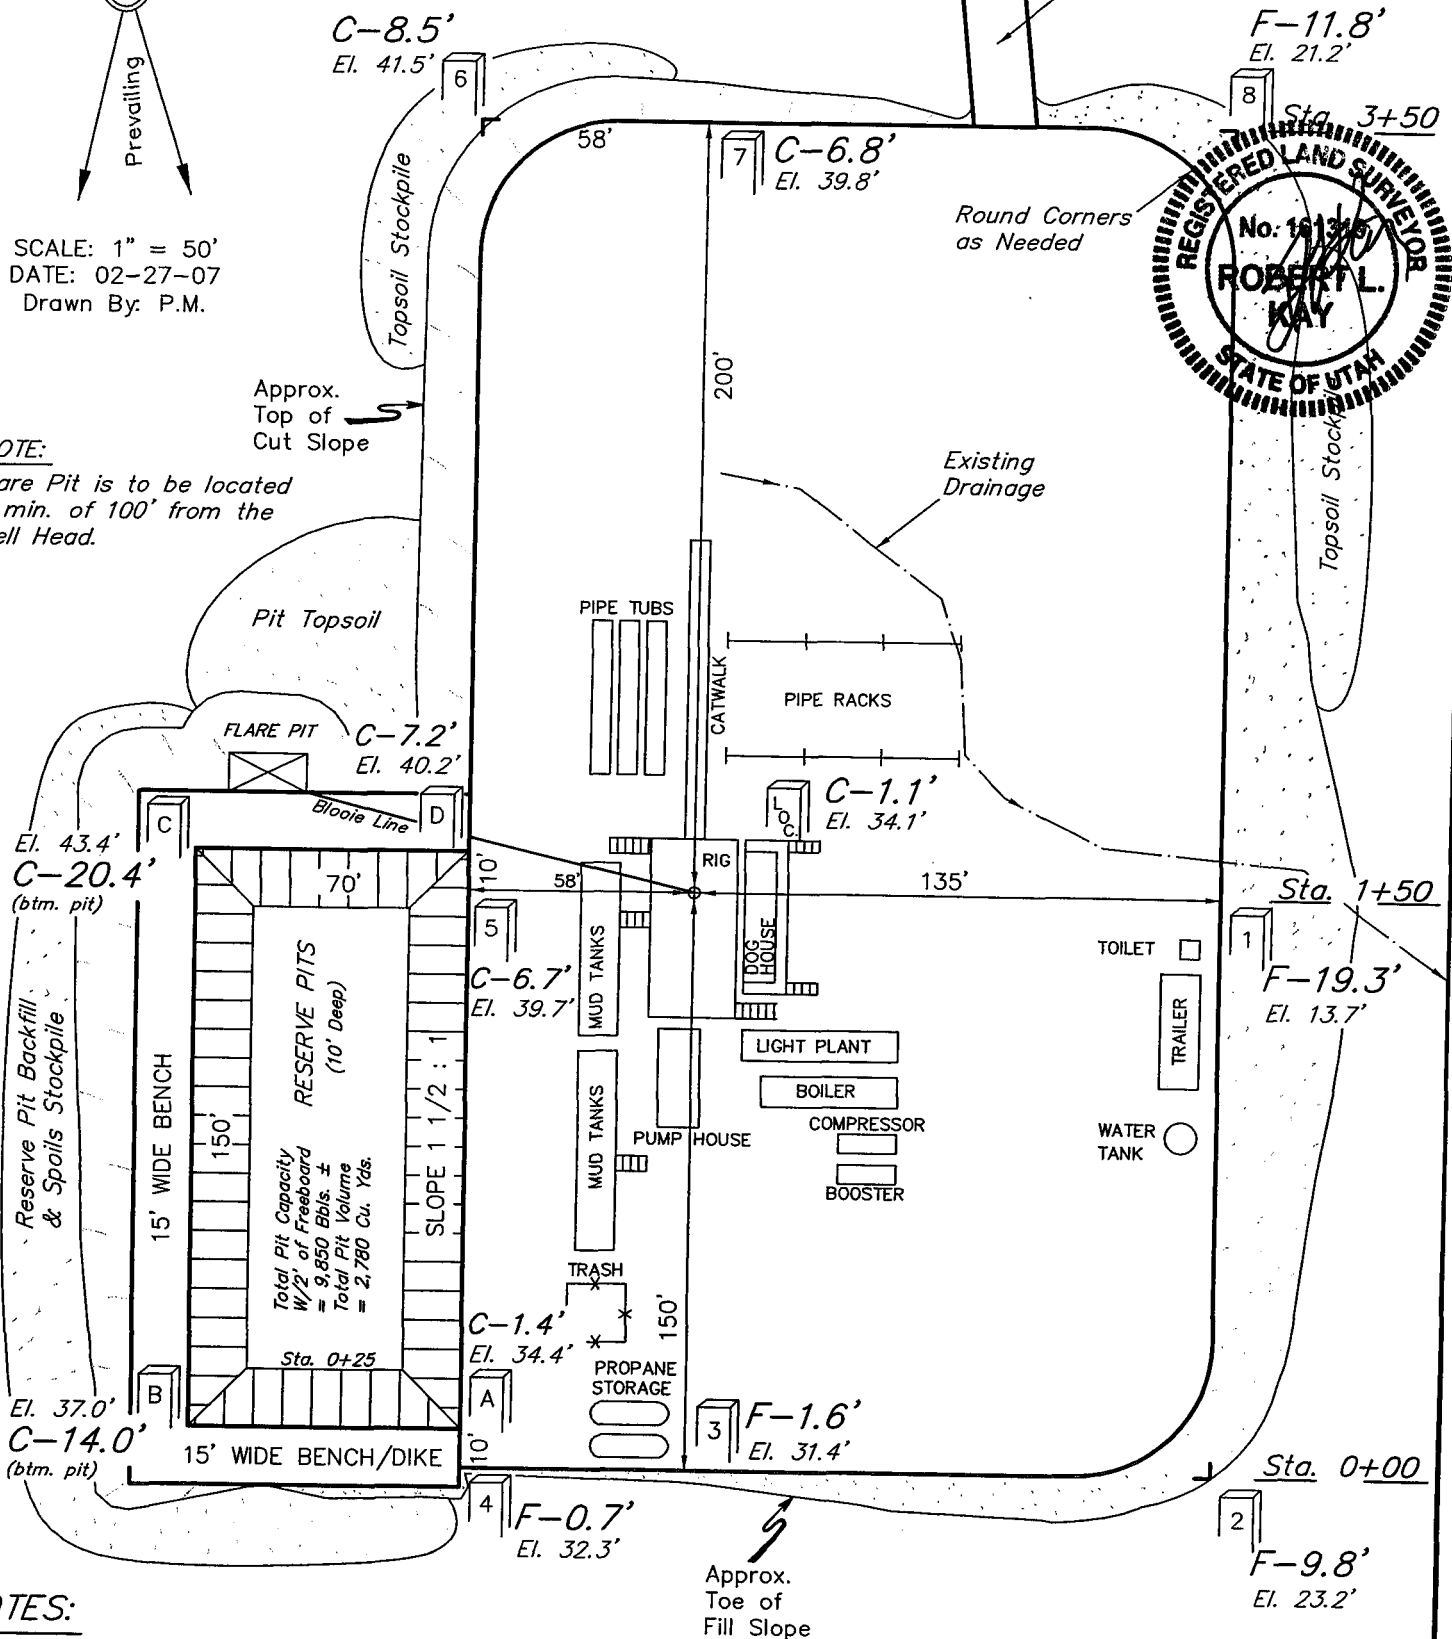 C-8.5'
El. 41.5'
6
F-11.8'
El. 21.2'
8
Sta. 3+50
Prevailing
58'
7
C-6.8'
El. 39.8'
Topsoil Stockpile
Round Corners
as Needed
REGISTERED LAND SURVEYOR
No.
ROBERT L.
KAY
STATE OF UTAH
SCALE: 1" = 50'
DATE: 02-27-07
Drawn By: P.M.
200'
Approx.
Top of
Cut Slope
Topsoil Stockpile
OTE:
are Pit is to be located
min. of 100' from the
ell Head.
Existing
Drainage
Pit Topsoil
PIPE TUBS
CATWALK
PIPE RACKS
FLARE PIT
C-7.2'
El. 40.2'
Blooie Line
D
C
El. 43.4'
C-20.4'
(btm. pit)
L
O
C.
C-1.1'
El. 34.1'
RIG
70'
10'
58'
135'
Sta. 1+50
5
C-6.7'
El. 39.7'
MUD TANKS
DOG
HOUSE
TOILET
1
F-19.3'
El. 13.7'
TRAILER
Reserve Pit Backfill
& Spoils Stockpile
15' WIDE BENCH
150'
RESERVE PITS
(10' Deep)
SLOPE 1 1/2 : 1
Total Pit Capacity
W/2' of Freeboard
= 9,850 Bbls. ±
Total Pit Volume
= 2,780 Cu. Yds.
LIGHT PLANT
BOILER
MUD TANKS
PUMP HOUSE
COMPRESSOR
BOOSTER
WATER
TANK
TRASH
C-1.4'
El. 34.4'
150'
Sta. 0+25
PROPANE
STORAGE
B
A
El. 37.0'
C-14.0'
(btm. pit)
15' WIDE BENCH/DIKE
10'
3
F-1.6'
El. 31.4'
Sta. 0+00
4
F-0.7'
El. 32.3'
2
F-9.8'
El. 23.2'
Approx.
Toe of
Fill Slope
OTES: